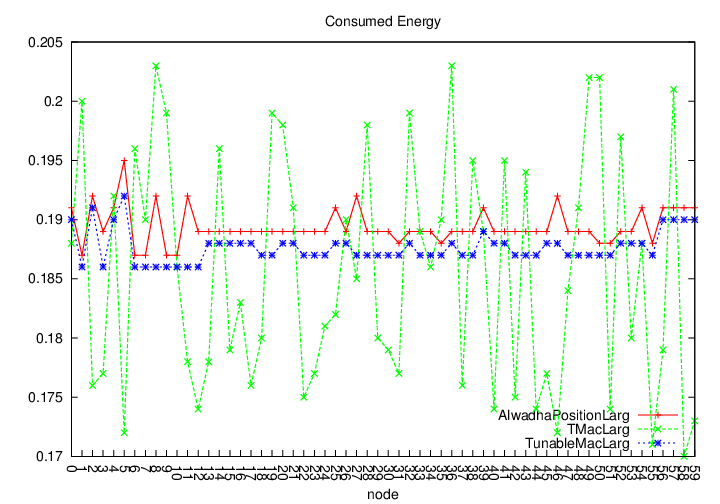 Consumed Energy
0.205
0.2
0.195
0.19
0.185
0.18
0.175
0.17
AlwadhaPositionLarg
TMacLarg
TunableMacLarg
0 1 2 3 4 5 6 7 8 9 10 11 12 13 14 15 16 17 18 19 20 21 22 23 24 25 26 27 28 29 30 31 32 33 34 35 36 37 38 39 40 41 42 43 44 45 46 47 48 49 50 51 52 53 54 55 56 57 58 59
node